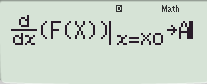 D Math
d/dx(F(X))|x=X0→A